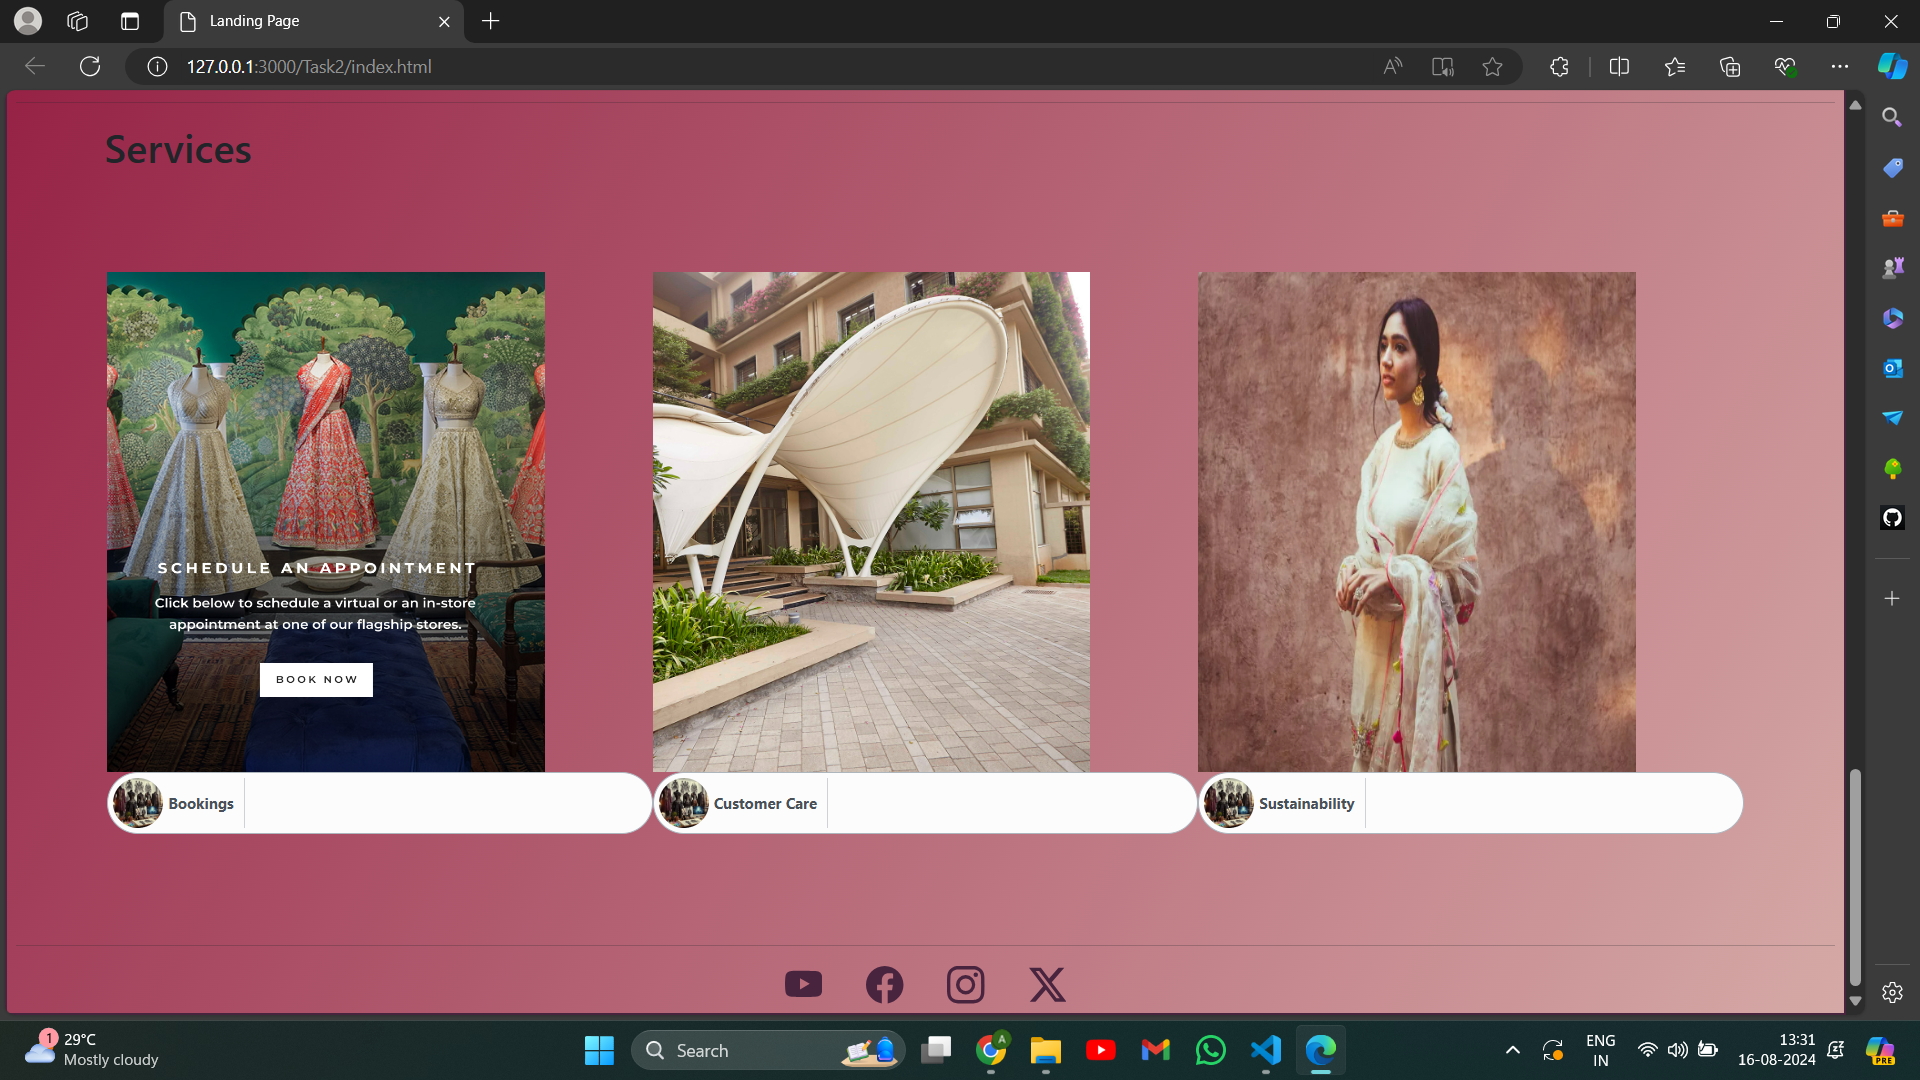 Landing Page
127.0.0.1:3000/Task2/index.html
Services
SCHEDULE AN APPOINTMENT
Click below to schedule a virtual or an in-store
appointment at one of our flagship stores.
BOOK NOW
Bookings
Customer Care
Sustainability
1
29°C
Mostly cloudy
Search
A
ENG
IN
13:31
16-08-2024
PRE